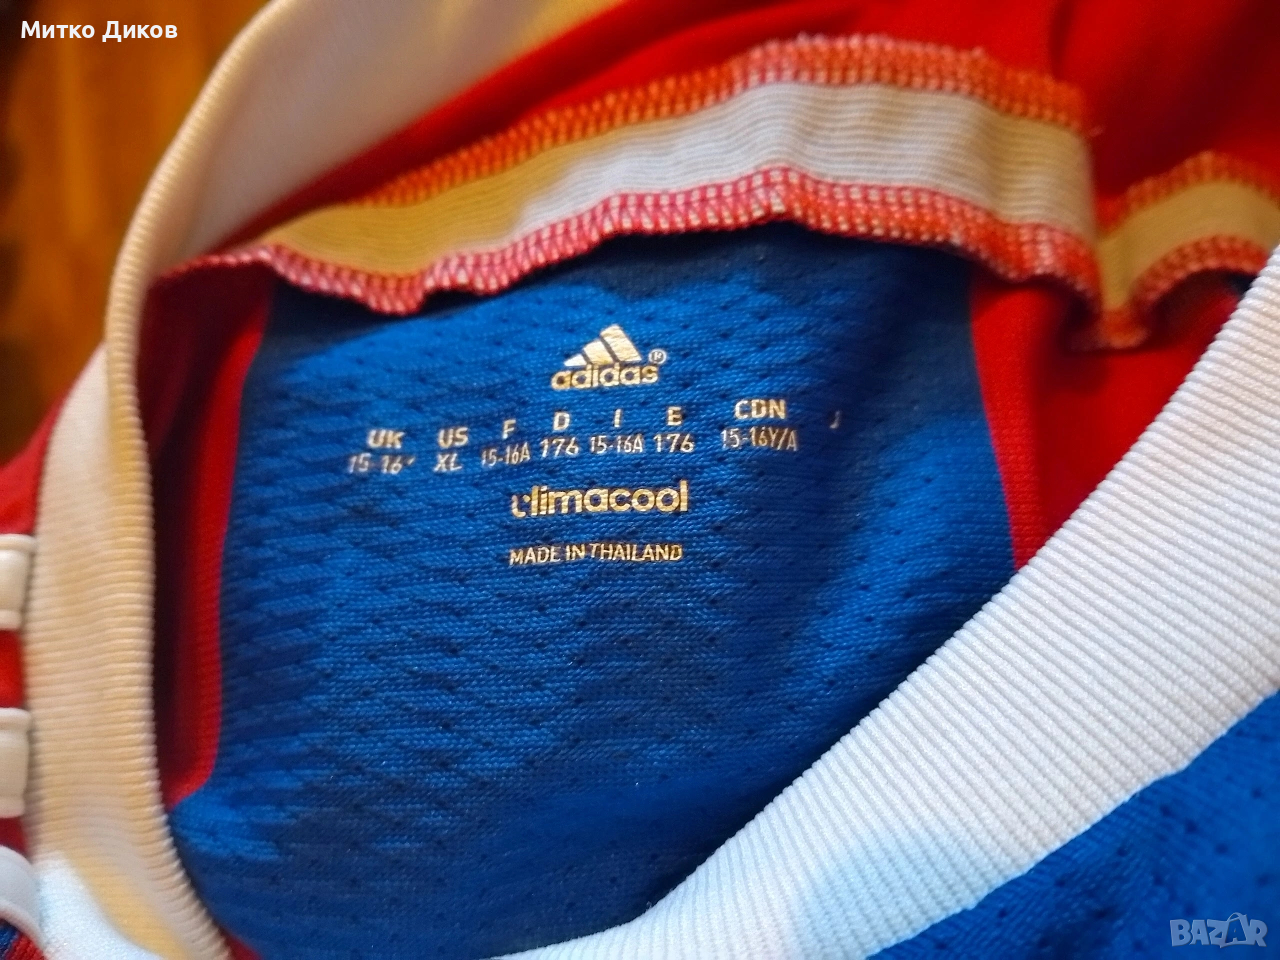 Митко Диков
adidas®
UK US F D I E CDN J
15-16Y XL 15-16A 176 15-16A 176 15-16Y/A
climacool
MADE IN THAILAND
BAZAR